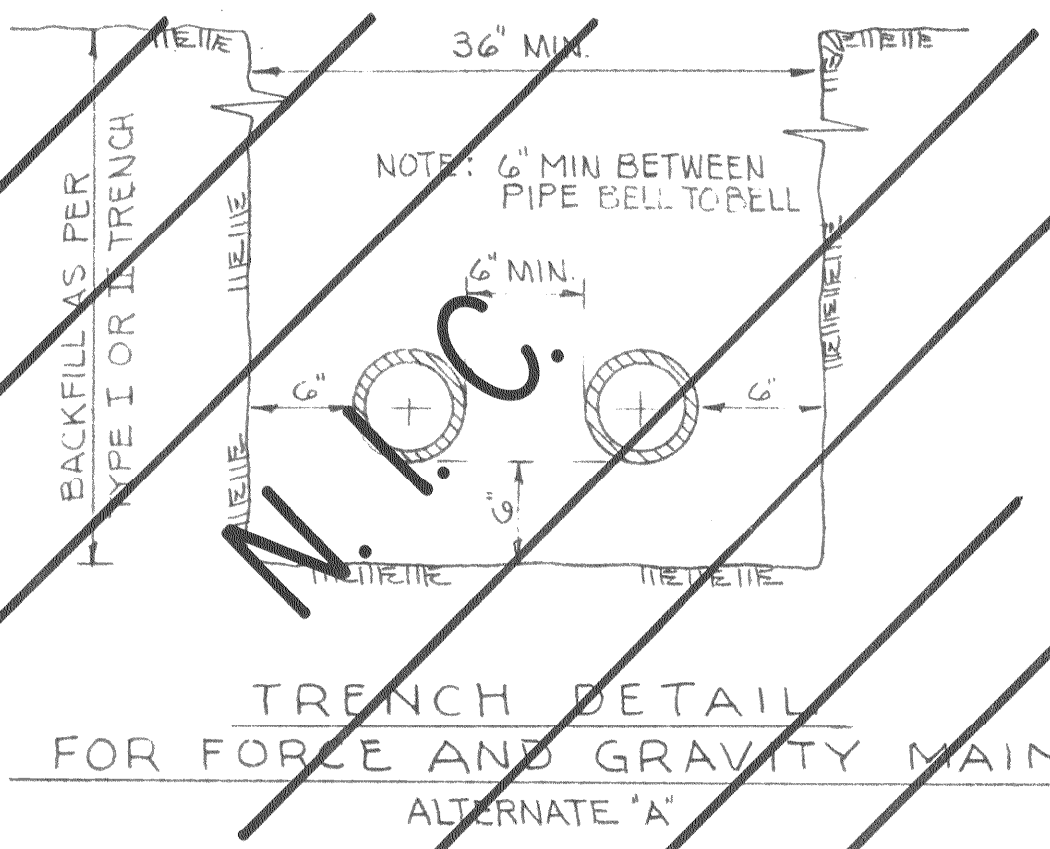 36" MIN.
NOTE: 6" MIN BETWEEN
PIPE BELL TO BELL
BACKFILL AS PER
TYPE I OR II TRENCH
6" MIN.
6"
6"
6"
N.I.C.
TRENCH DETAIL
FOR FORCE AND GRAVITY MAIN
ALTERNATE "A"